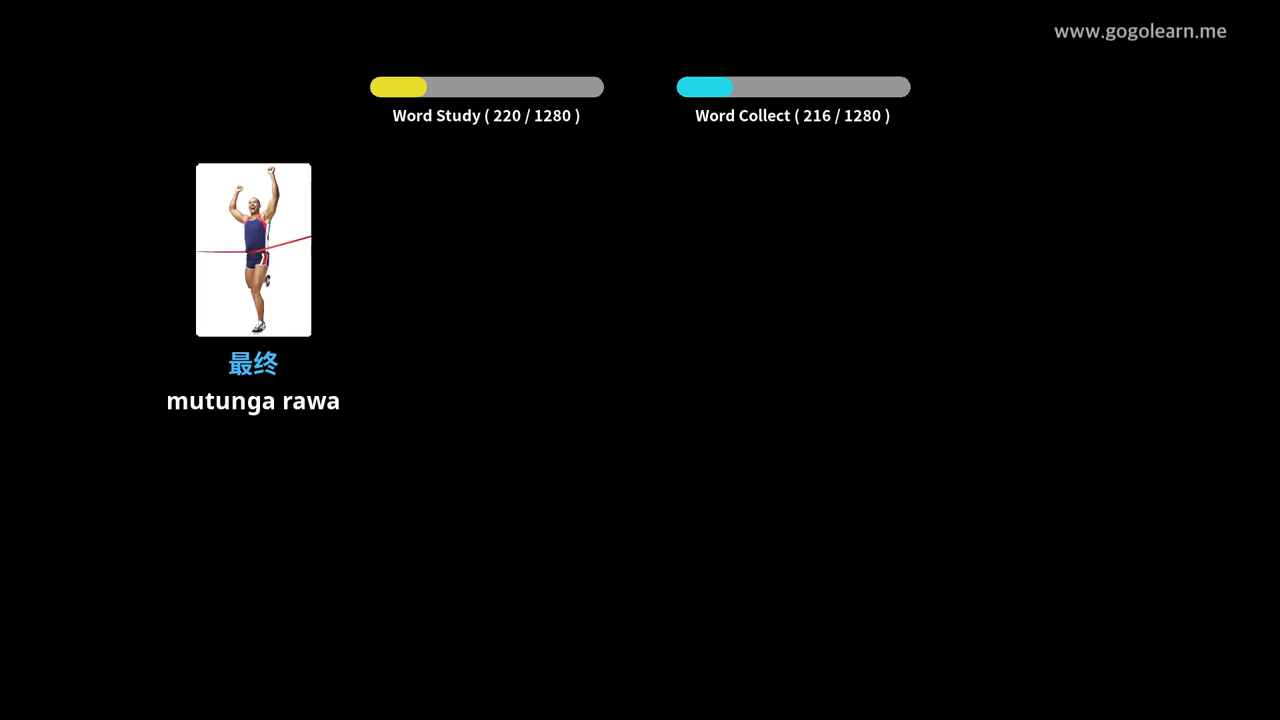 www.gogolearn.me
Word Study ( 220 / 1280 )
Word Collect ( 216 / 1280 )
最终
mutunga rawa